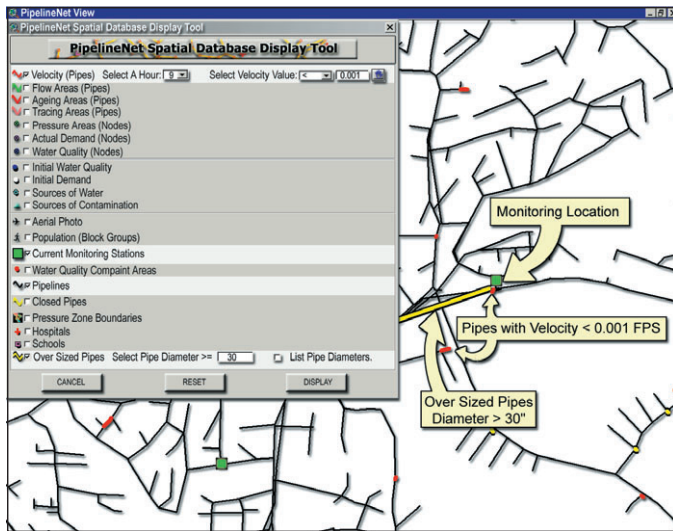 PipelineNet View
PipelineNet Spatial Database Display Tool
PipelineNet Spatial Database Display Tool
Velocity (Pipes) Select A Hour: 9 Select Velocity Value: < 0.001
Flow Areas (Pipes)
Ageing Areas (Pipes)
Tracing Areas (Pipes)
Pressure Areas (Nodes)
Actual Demand (Nodes)
Water Quality (Nodes)
Initial Water Quality
Initial Demand
Sources of Water
Sources of Contamination
Aerial Photo
Population (Block Groups)
Current Monitoring Stations
Water Quality Compaint Areas
Pipelines
Closed Pipes
Pressure Zone Boundaries
Hospitals
Schools
Over Sized Pipes Select Pipe Diameter >= 30 List Pipe Diameters.
CANCEL RESET DISPLAY
Monitoring Location
Pipes with Velocity < 0.001 FPS
Over Sized Pipes
Diameter > 30"